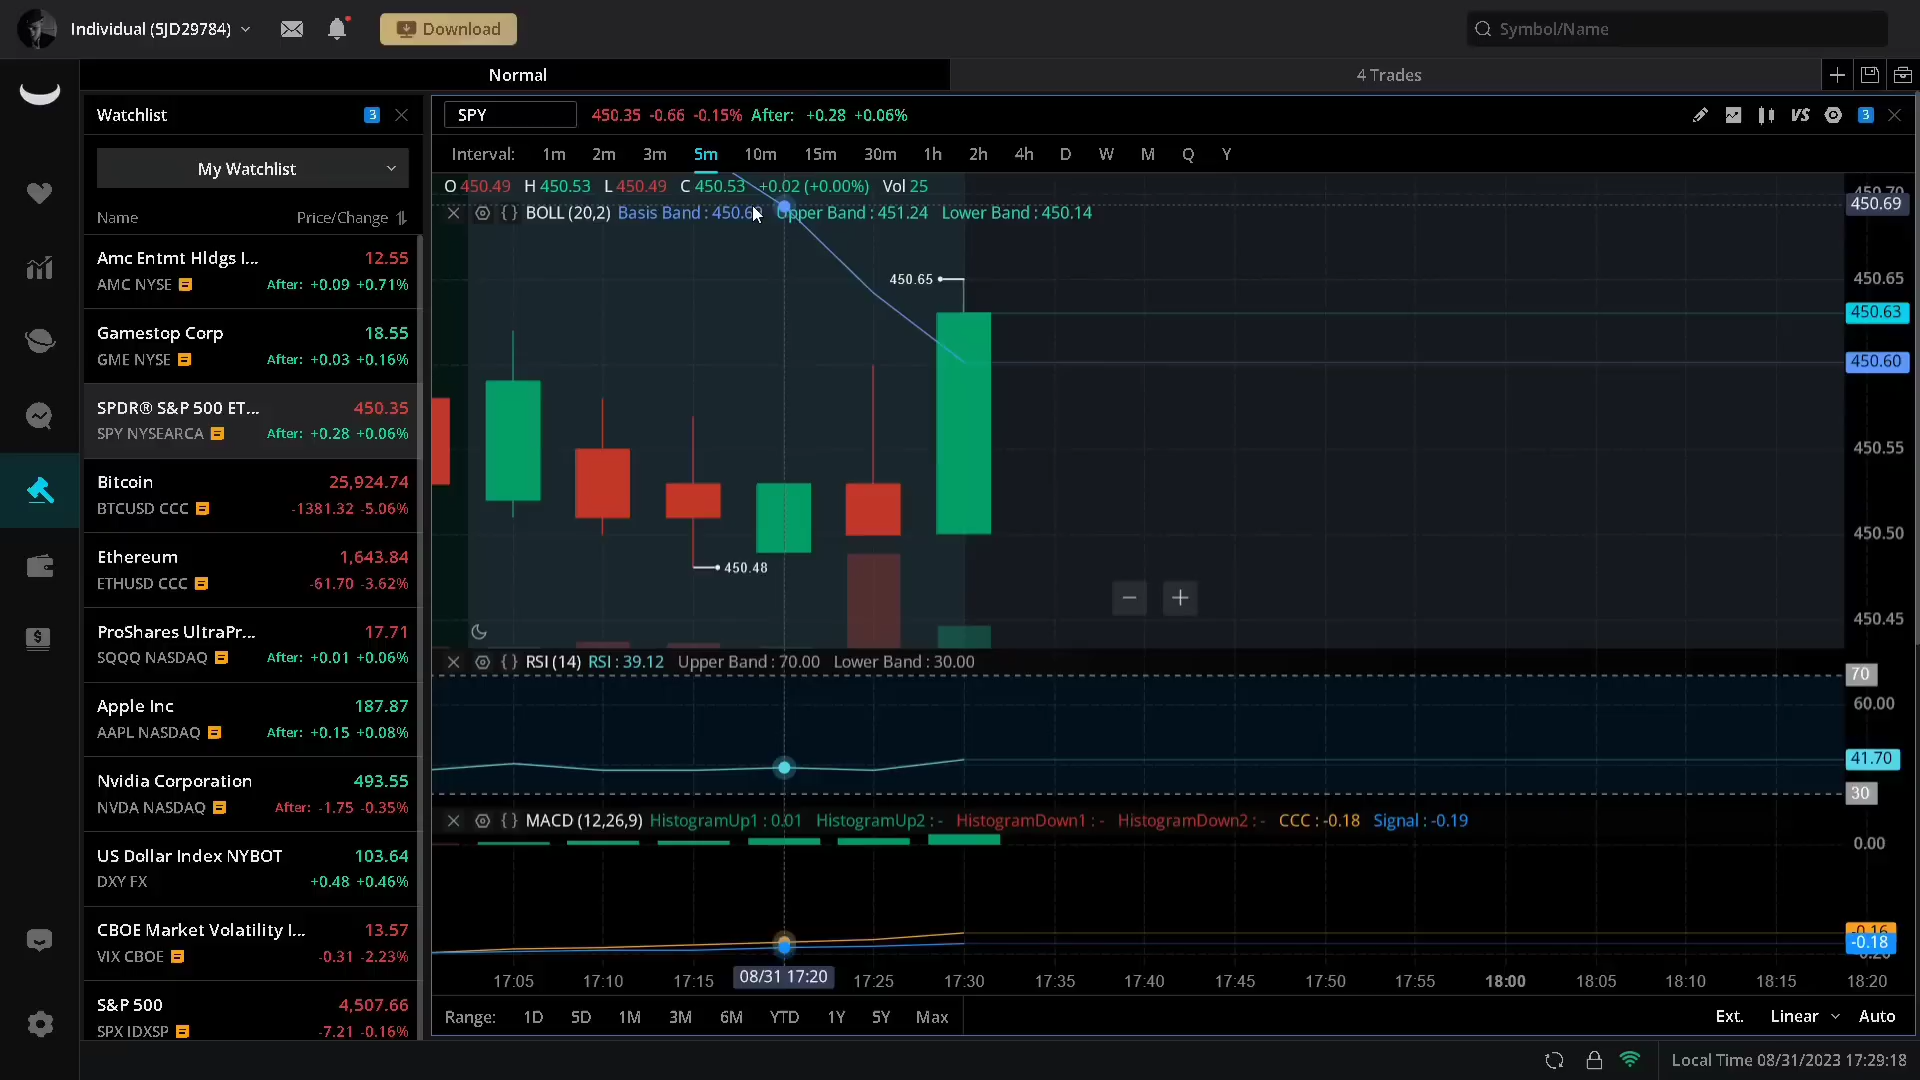 Individual (5JD29784)
Download
Symbol/Name
Normal
4 Trades
Watchlist
3
My Watchlist
Name Price/Change
Amc Entmt Hldgs I... 12.55
AMC NYSE After: +0.09 +0.71%
Gamestop Corp 18.55
GME NYSE After: +0.03 +0.16%
SPDR® S&P 500 ET... 450.35
SPY NYSEARCA After: +0.28 +0.06%
Bitcoin 25,924.74
BTCUSD CCC -1381.32 -5.06%
Ethereum 1,643.84
ETHUSD CCC -61.70 -3.62%
ProShares UltraPr... 17.71
SQQQ NASDAQ After: +0.01 +0.06%
Apple Inc 187.87
AAPL NASDAQ After: +0.15 +0.08%
Nvidia Corporation 493.55
NVDA NASDAQ After: -1.75 -0.35%
US Dollar Index NYBOT 103.64
DXY FX +0.48 +0.46%
CBOE Market Volatility I... 13.57
VIX CBOE -0.31 -2.23%
S&P 500 4,507.66
SPX IDXSP -7.21 -0.16%
SPY 450.35 -0.66 -0.15% After: +0.28 +0.06%
VS
3
Interval: 1m 2m 3m 5m 10m 15m 30m 1h 2h 4h D W M Q Y
O 450.49 H 450.53 L 450.49 C 450.53 +0.02 (+0.00%) Vol 25
BOLL (20,2) Basis Band : Upper Band : 451.24 Lower Band : 450.14
450.70
450.69
450.65
450.65
450.63
450.60
450.55
450.50
450.48
450.45
RSI (14) RSI : 39.12 Upper Band : 70.00 Lower Band : 30.00
70
60.00
41.70
30
MACD (12,26,9) HistogramUp1 : 0.01 HistogramUp2 : - HistogramDown1 : - HistogramDown2 : - CCC : -0.18 Signal : -0.19
0.00
-0.16
-0.18
17:05 17:10 17:15 08/31 17:20 17:25 17:30 17:35 17:40 17:45 17:50 17:55 18:00 18:05 18:10 18:15 18:20
Range: 1D 5D 1M 3M 6M YTD 1Y 5Y Max
Ext. Linear Auto
Local Time 08/31/2023 17:29:18